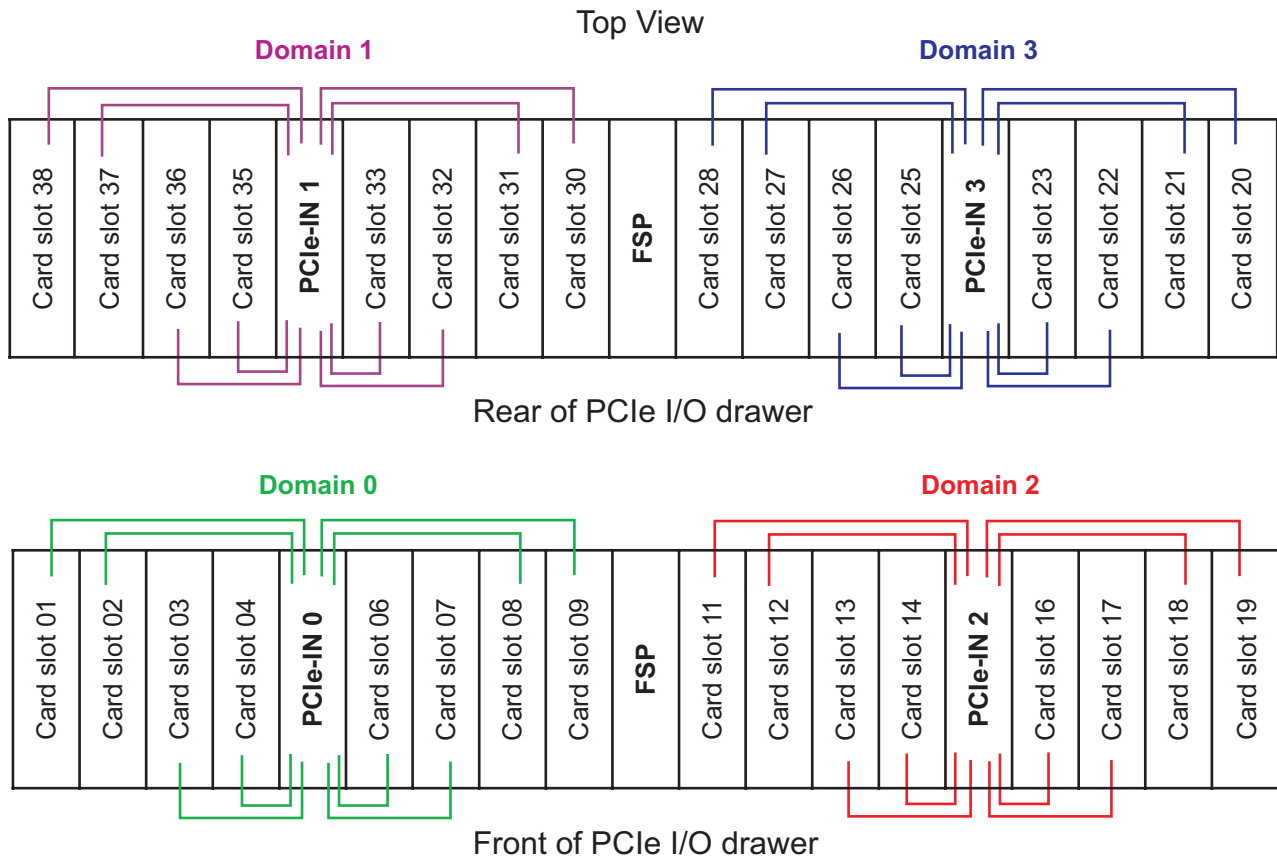 Top View
Domain 1
Domain 3
Card slot 38
Card slot 37
Card slot 36
Card slot 35
PCIe-IN 1
Card slot 33
Card slot 32
Card slot 31
Card slot 30
FSP
Card slot 28
Card slot 27
Card slot 26
Card slot 25
PCIe-IN 3
Card slot 23
Card slot 22
Card slot 21
Card slot 20
Rear of PCIe I/O drawer
Domain 0
Domain 2
Card slot 01
Card slot 02
Card slot 03
Card slot 04
PCIe-IN 0
Card slot 06
Card slot 07
Card slot 08
Card slot 09
FSP
Card slot 11
Card slot 12
Card slot 13
Card slot 14
PCIe-IN 2
Card slot 16
Card slot 17
Card slot 18
Card slot 19
Front of PCIe I/O drawer